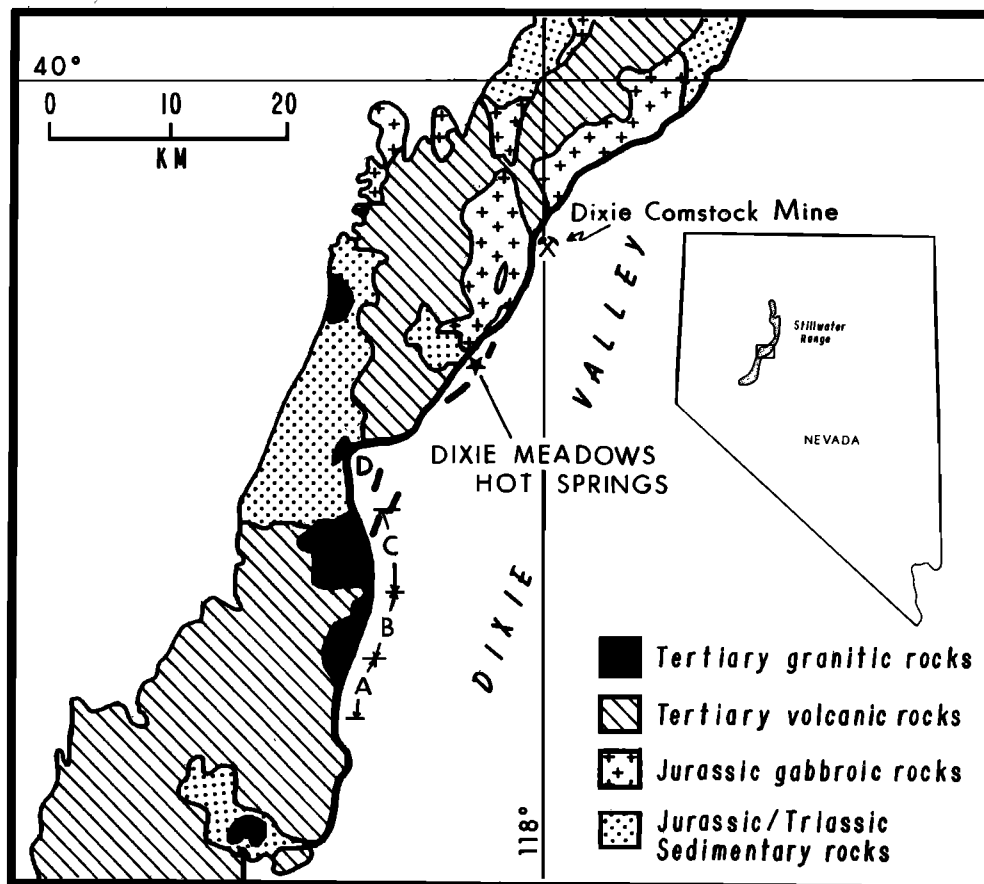 40°
0 10 20
KM
Dixie Comstock Mine
DIXIE VALLEY
Stillwater
Range
NEVADA
DIXIE MEADOWS
HOT SPRINGS
D
C
B
A
118°
Tertiary granitic rocks
Tertiary volcanic rocks
Jurassic gabbroic rocks
Jurassic/Triassic
Sedimentary rocks